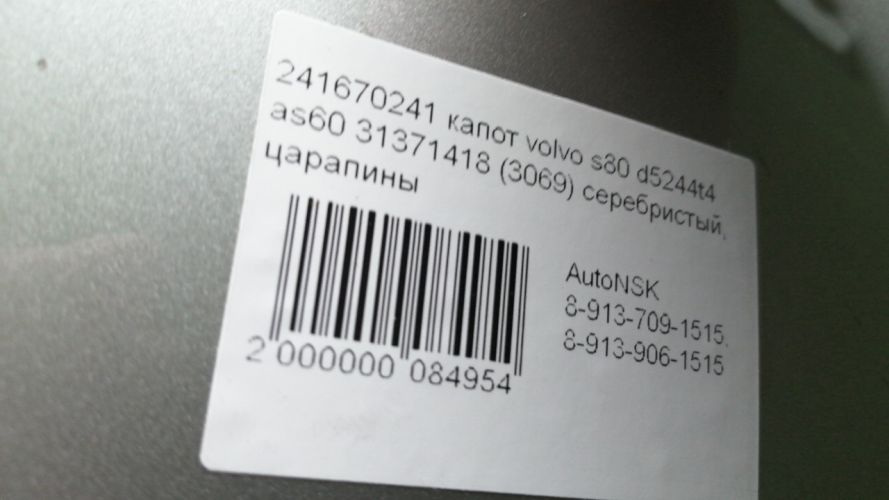 241670241 капот volvo s80 d5244t4
as60 31371418 (3069) серебристый,
царапины
AutoNSK
8-913-709-1515,
8-913-906-1515
2 000000 084954